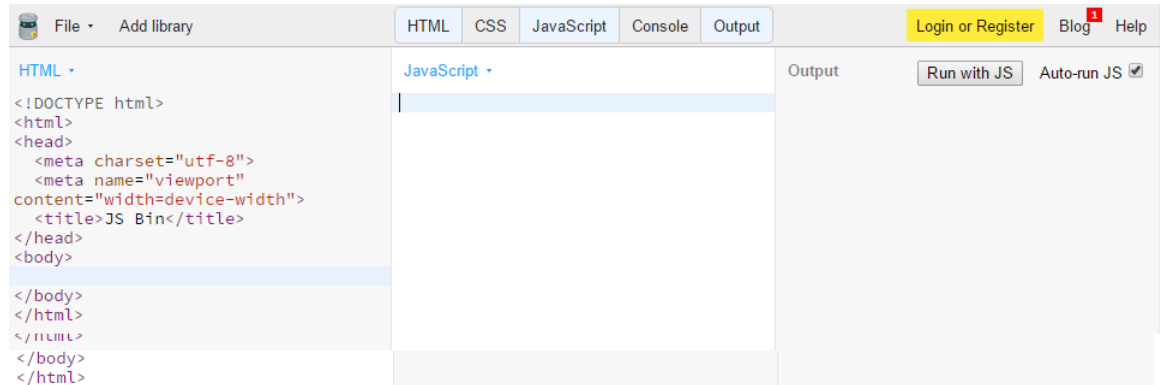 File Add library HTML CSS JavaScript Console Output Login or Register Blog 1 Help
HTML JavaScript Output Run with JS Auto-run JS
<!DOCTYPE html>
<html>
<head>
<meta charset="utf-8">
<meta name="viewport"
content="width=device-width">
<title>JS Bin</title>
</head>
<body>
</body>
</html>
</html>
</body>
</html>